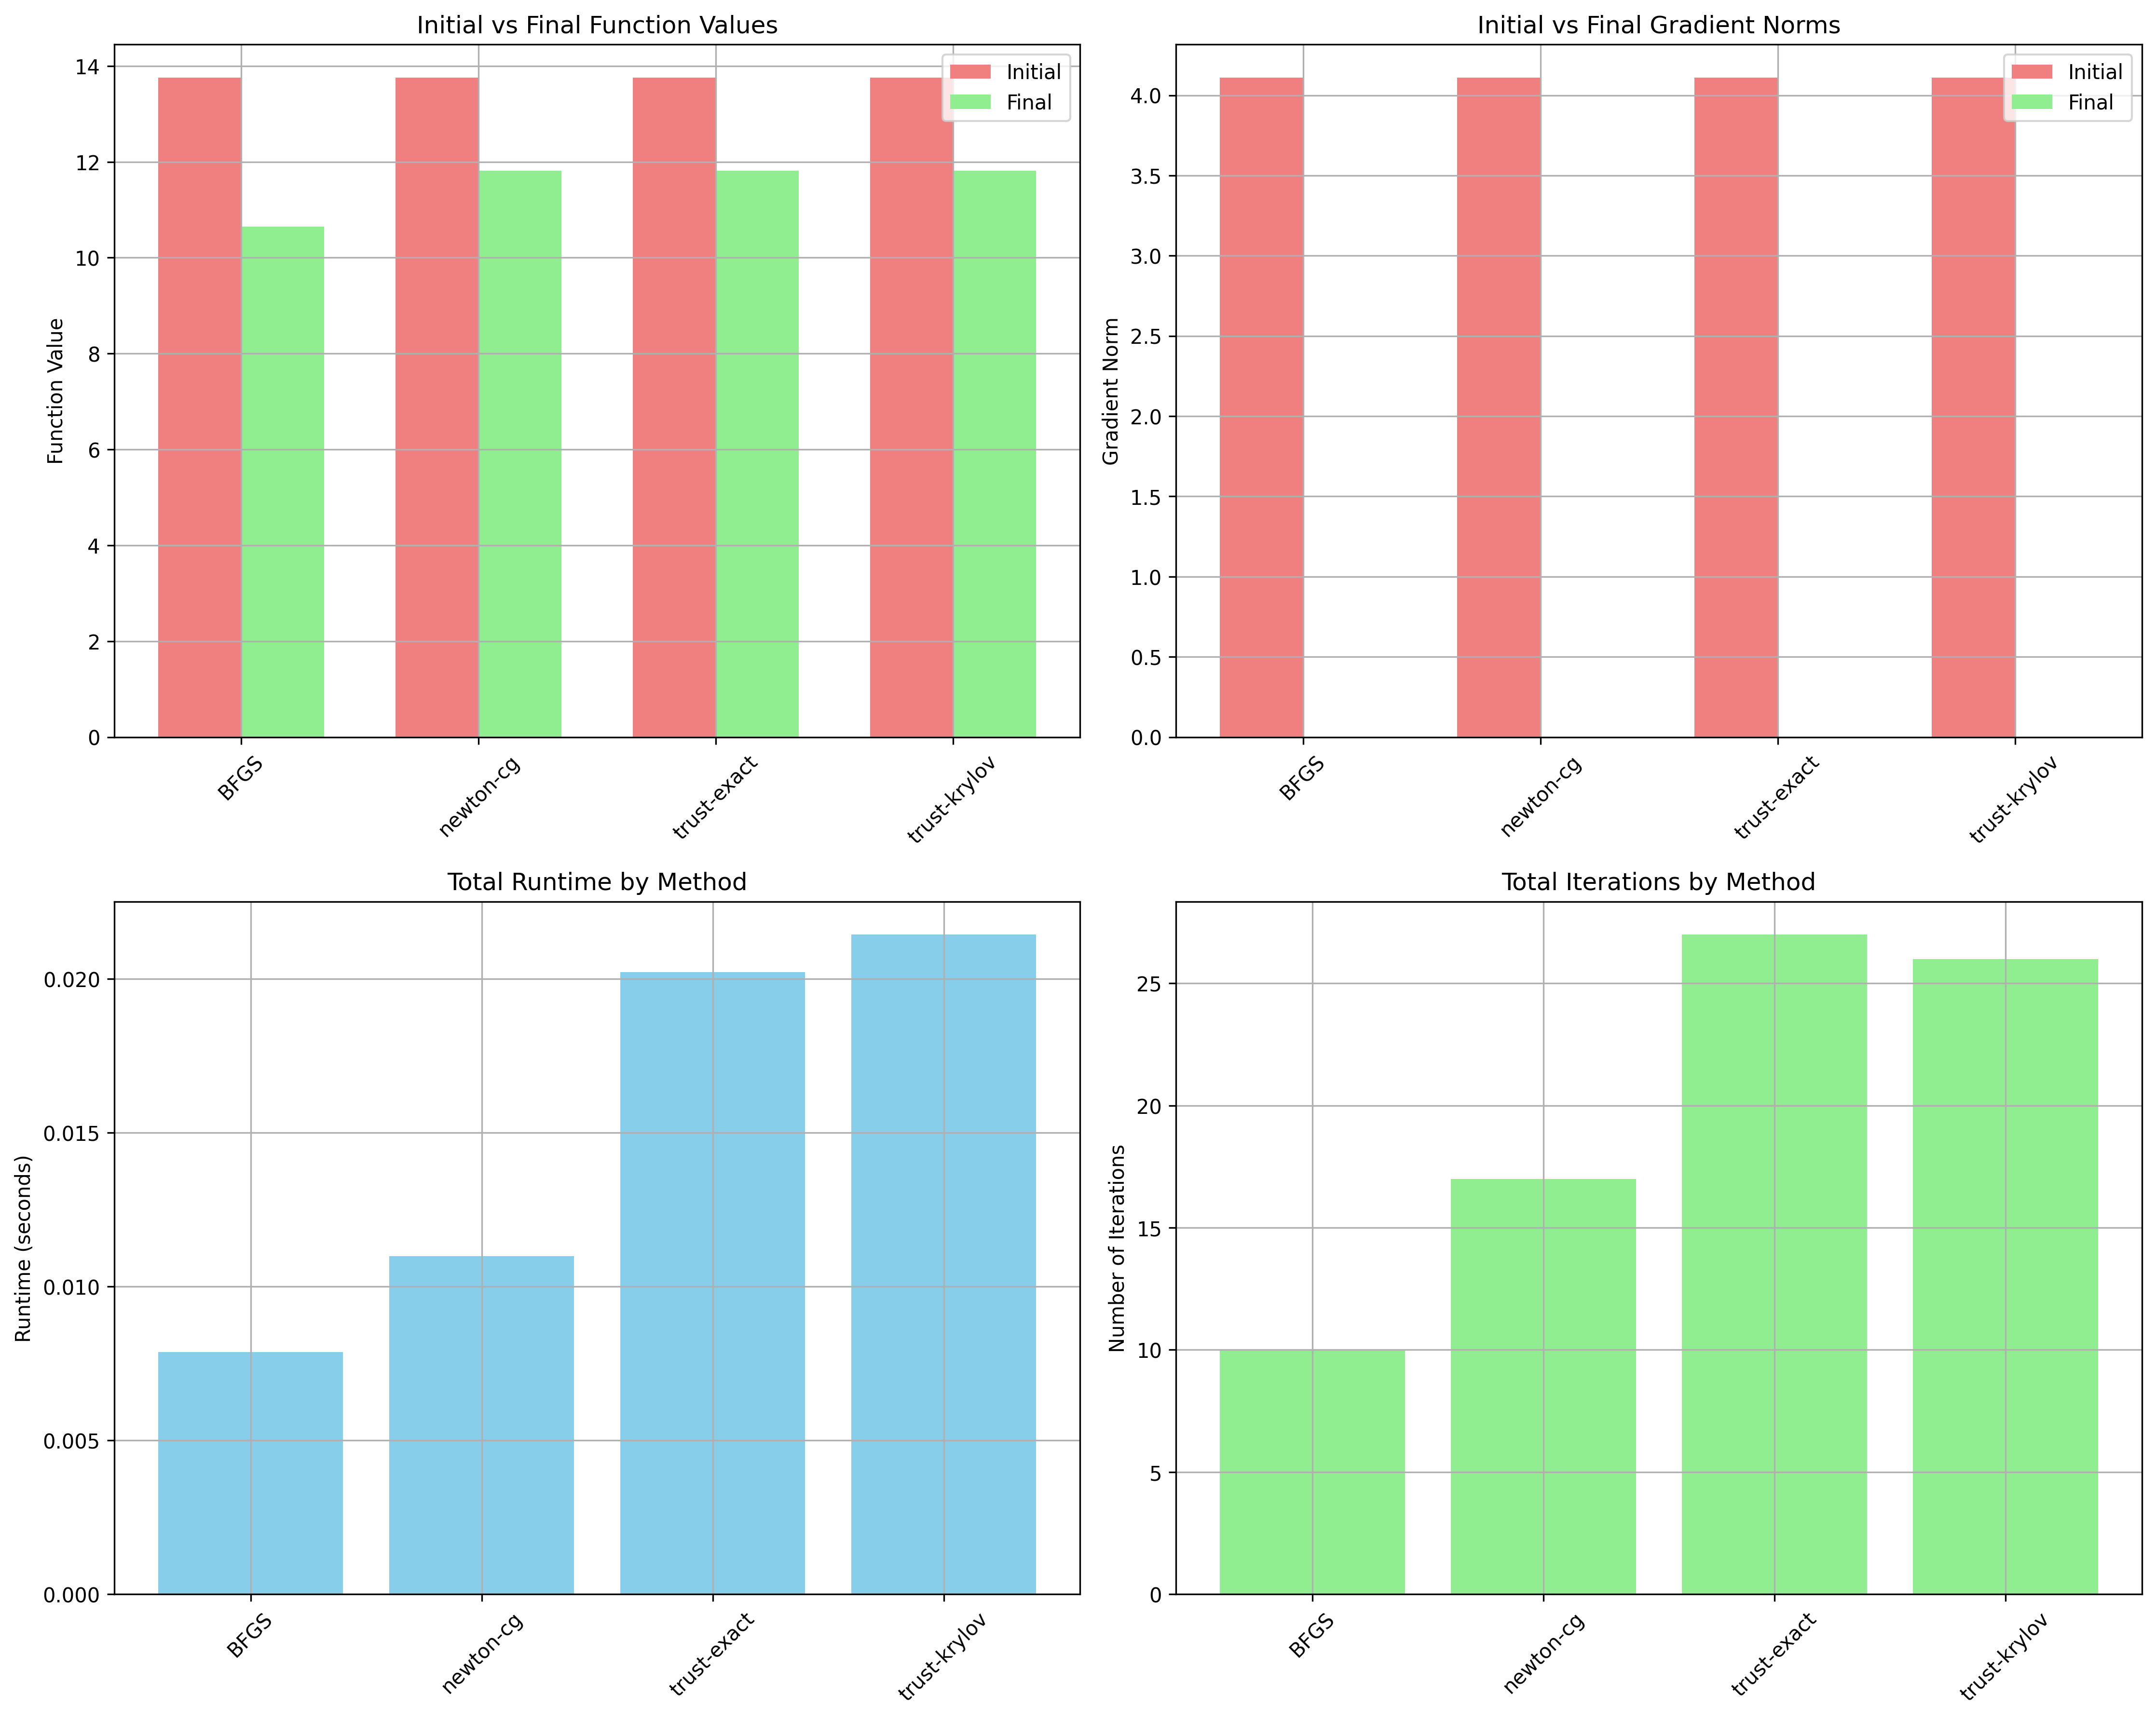 Initial vs Final Function Values
Function Value
14
12
10
8
6
4
2
0
Initial
Final
BFGS
newton-cg
trust-exact
trust-krylov
Initial vs Final Gradient Norms
Gradient Norm
4.0
3.5
3.0
2.5
2.0
1.5
1.0
0.5
0.0
Initial
Final
BFGS
newton-cg
trust-exact
trust-krylov
Total Runtime by Method
Runtime (seconds)
0.020
0.015
0.010
0.005
0.000
BFGS
newton-cg
trust-exact
trust-krylov
Total Iterations by Method
Number of Iterations
25
20
15
10
5
0
BFGS
newton-cg
trust-exact
trust-krylov